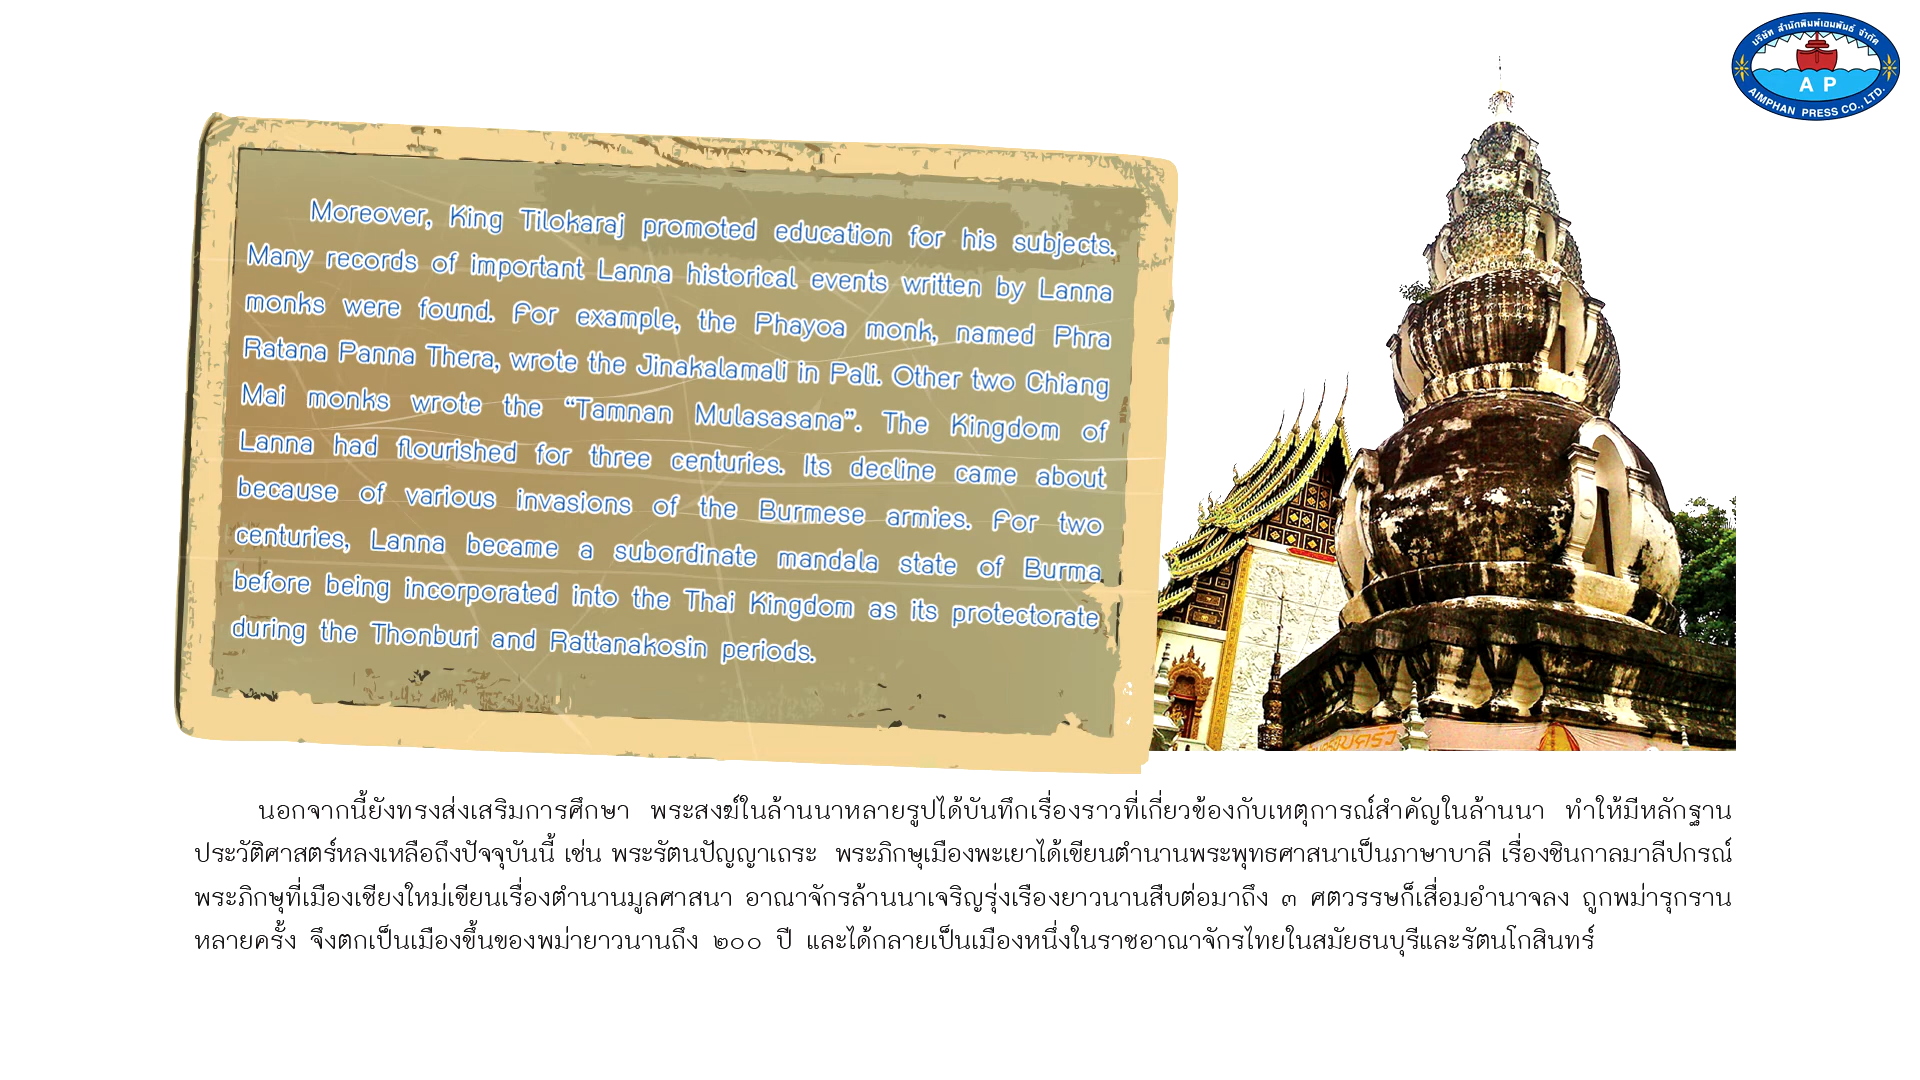 บริษัท สำนักพิมพ์เอมพันธ์ จำกัด
A P
AIMPHAN PRESS CO., LTD.
Moreover, King Tilokaraj promoted education for his subjects.
Many records of important Lanna historical events written by Lanna
monks were found. For example, the Phayoa monk, named Phra
Ratana Panna Thera, wrote the Jinakalamali in Pali. Other two Chiang
Mai monks wrote the “Tamnan Mulasasana”. The Kingdom of
Lanna had flourished for three centuries. Its decline came about
because of various invasions of the Burmese armies. For two
centuries, Lanna became a subordinate mandala state of Burma
before being incorporated into the Thai Kingdom as its protectorate
during the Thonburi and Rattanakosin periods.
นอกจากนี้ยังทรงส่งเสริมการศึกษา พระสงฆ์ในล้านนาหลายรูปได้บันทึกเรื่องราวที่เกี่ยวข้องกับเหตุการณ์สำคัญในล้านนา ทำให้มีหลักฐาน
ประวัติศาสตร์หลงเหลือถึงปัจจุบันนี้ เช่น พระรัตนปัญญาเถระ พระภิกษุเมืองพะเยาได้เขียนตำนานพระพุทธศาสนาเป็นภาษาบาลี เรื่องชินกาลมาลีปกรณ์
พระภิกษุที่เมืองเชียงใหม่เขียนเรื่องตำนานมูลศาสนา อาณาจักรล้านนาเจริญรุ่งเรืองยาวนานสืบต่อมาถึง ๓ ศตวรรษก็เสื่อมอำนาจลง ถูกพม่ารุกราน
หลายครั้ง จึงตกเป็นเมืองขึ้นของพม่ายาวนานถึง ๒๐๐ ปี และได้กลายเป็นเมืองหนึ่งในราชอาณาจักรไทยในสมัยธนบุรีและรัตนโกสินทร์